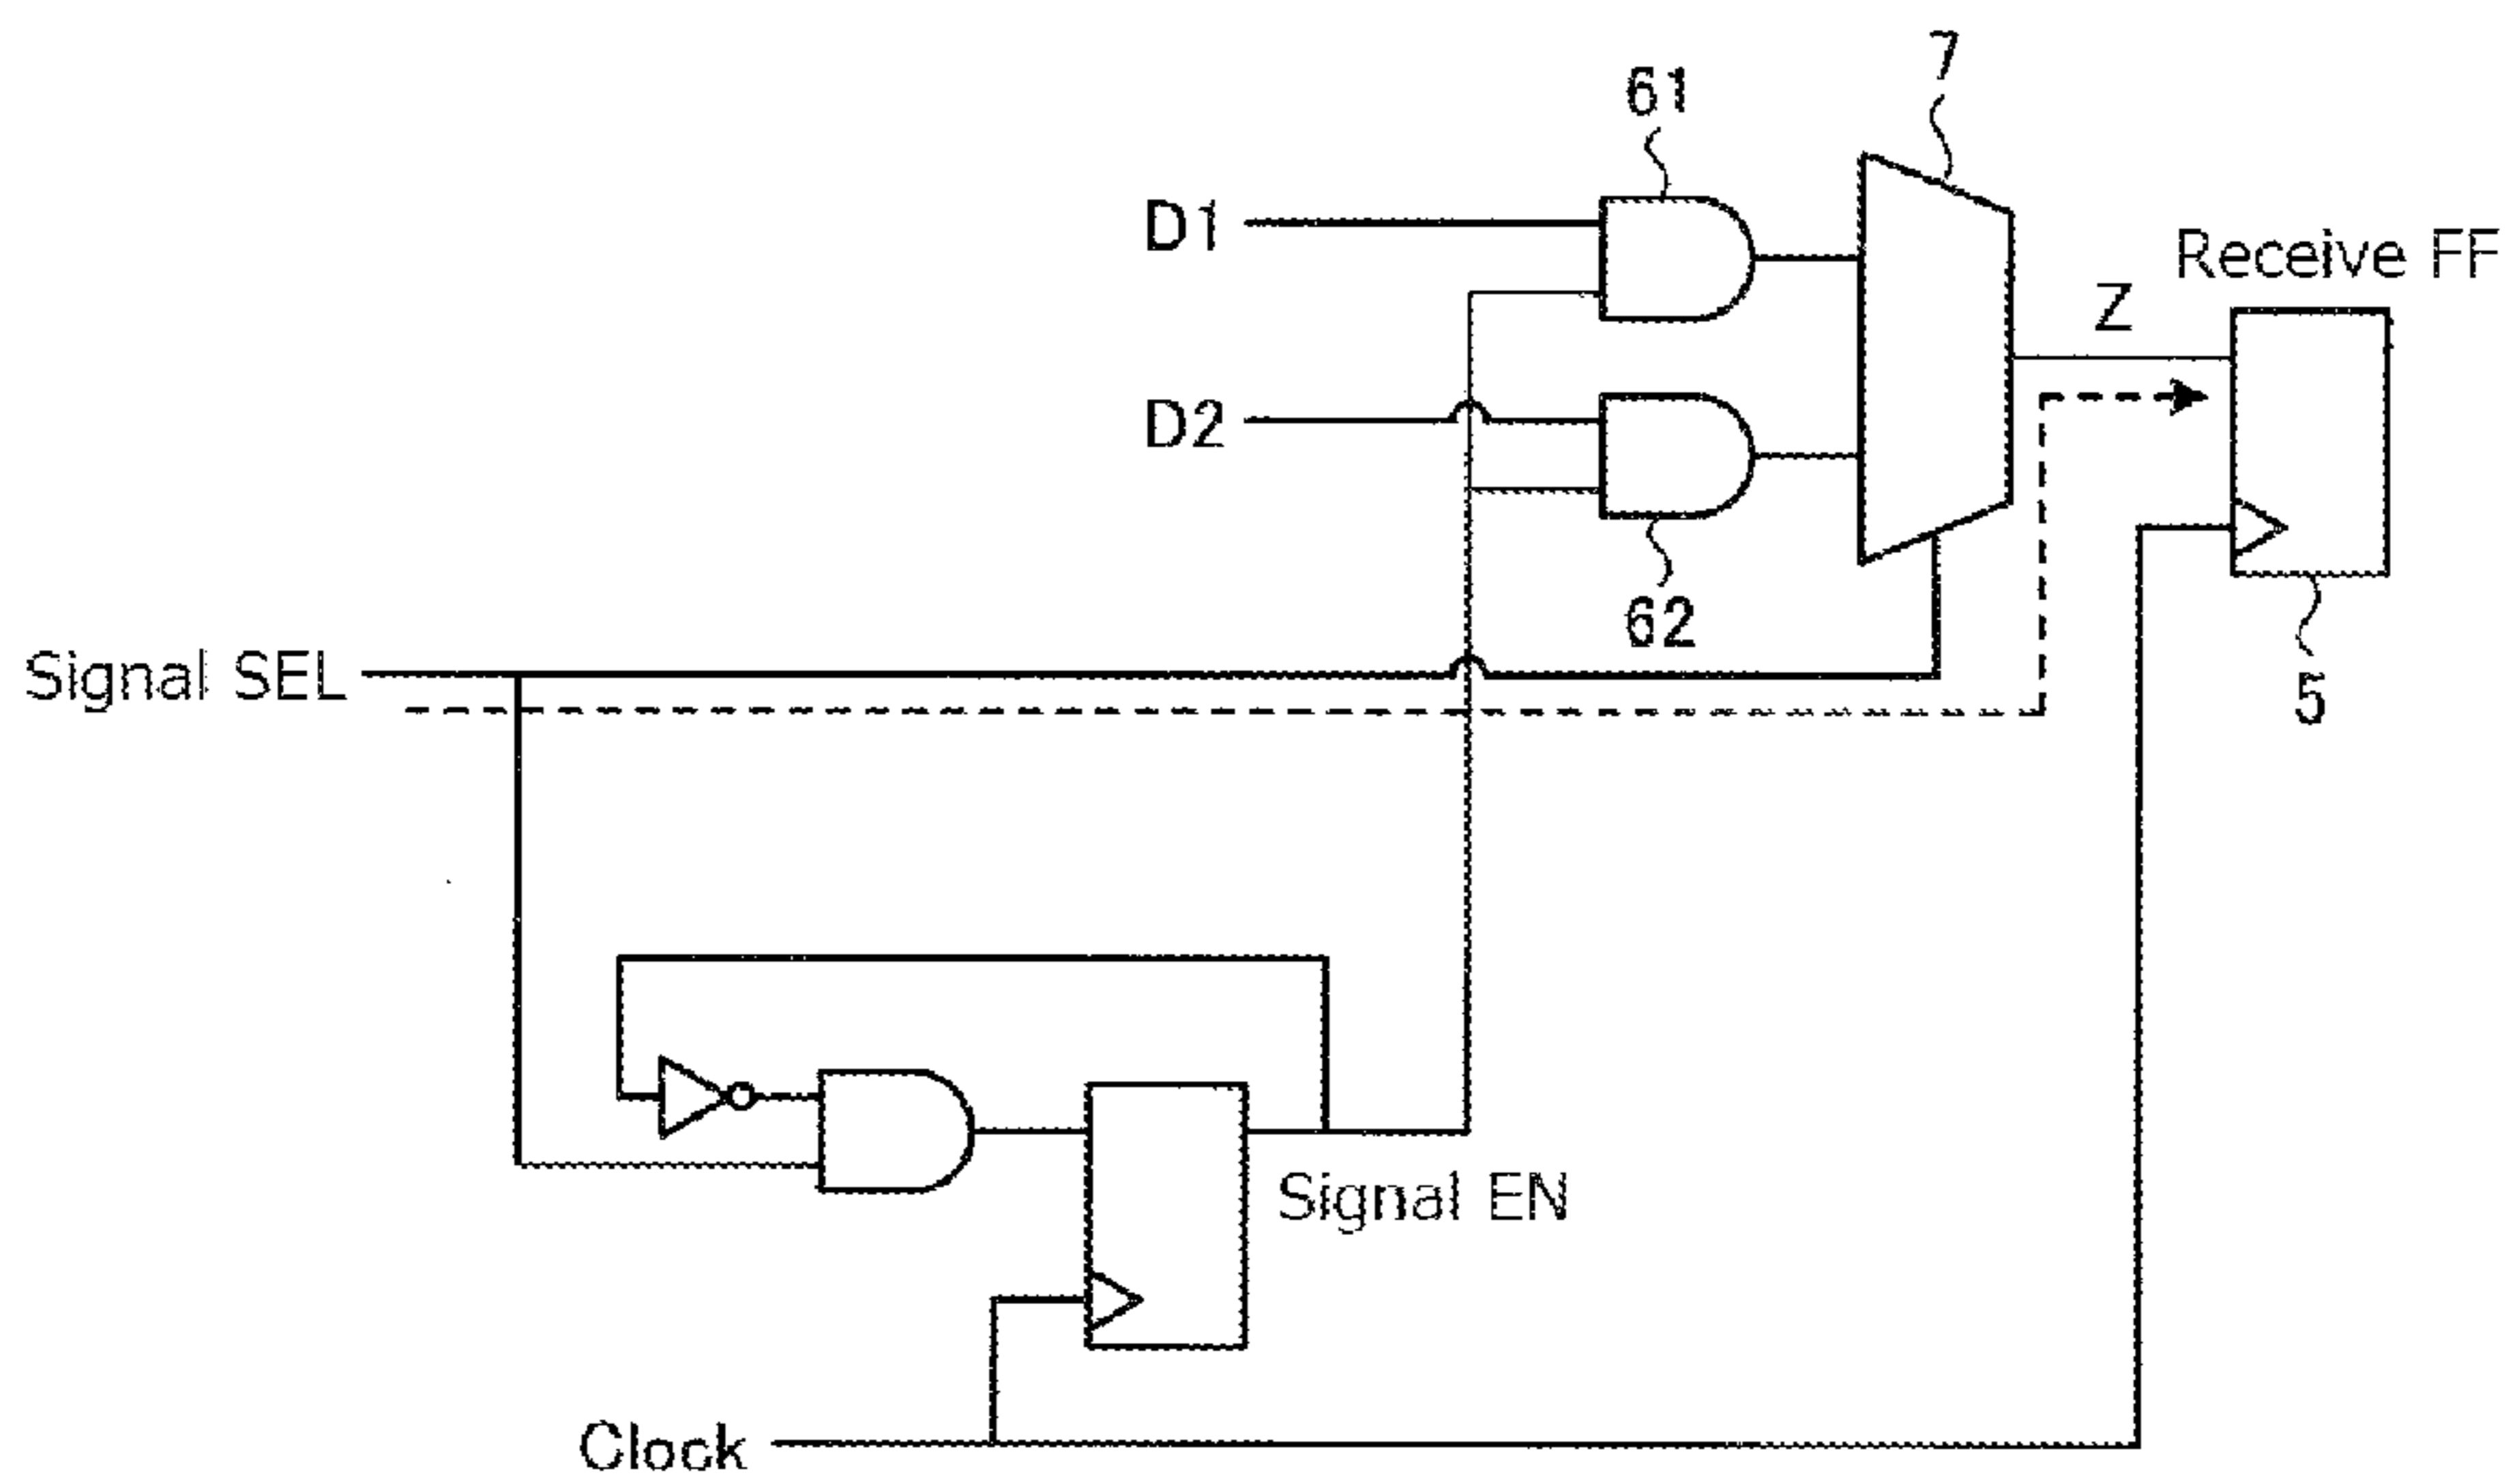 7
61
D1
Receive FF
Z
D2
62
Signal SEL
5
Signal EN
Clock